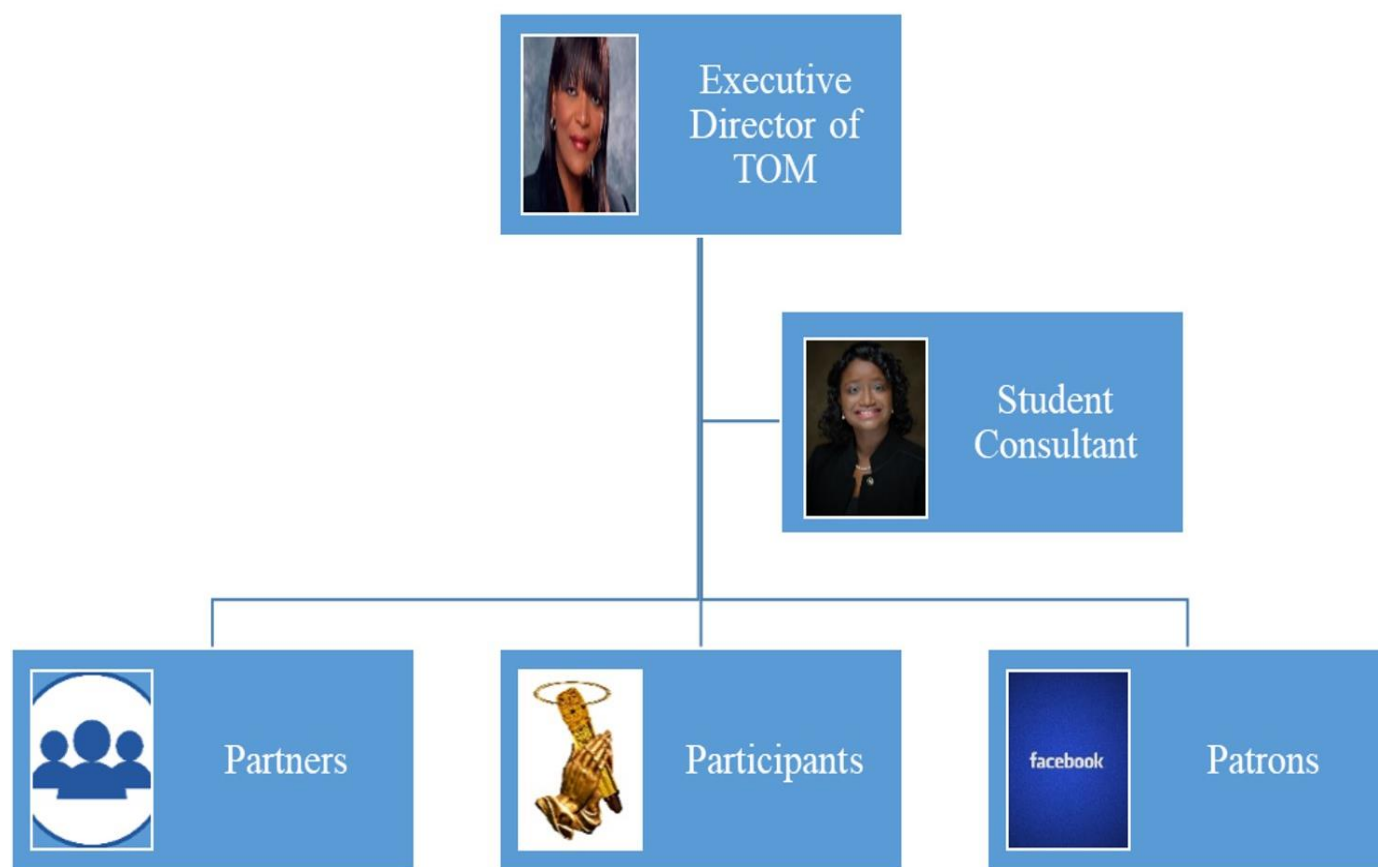 Executive
Director of
TOM
Student
Consultant
Partners
Participants
facebook
Patrons